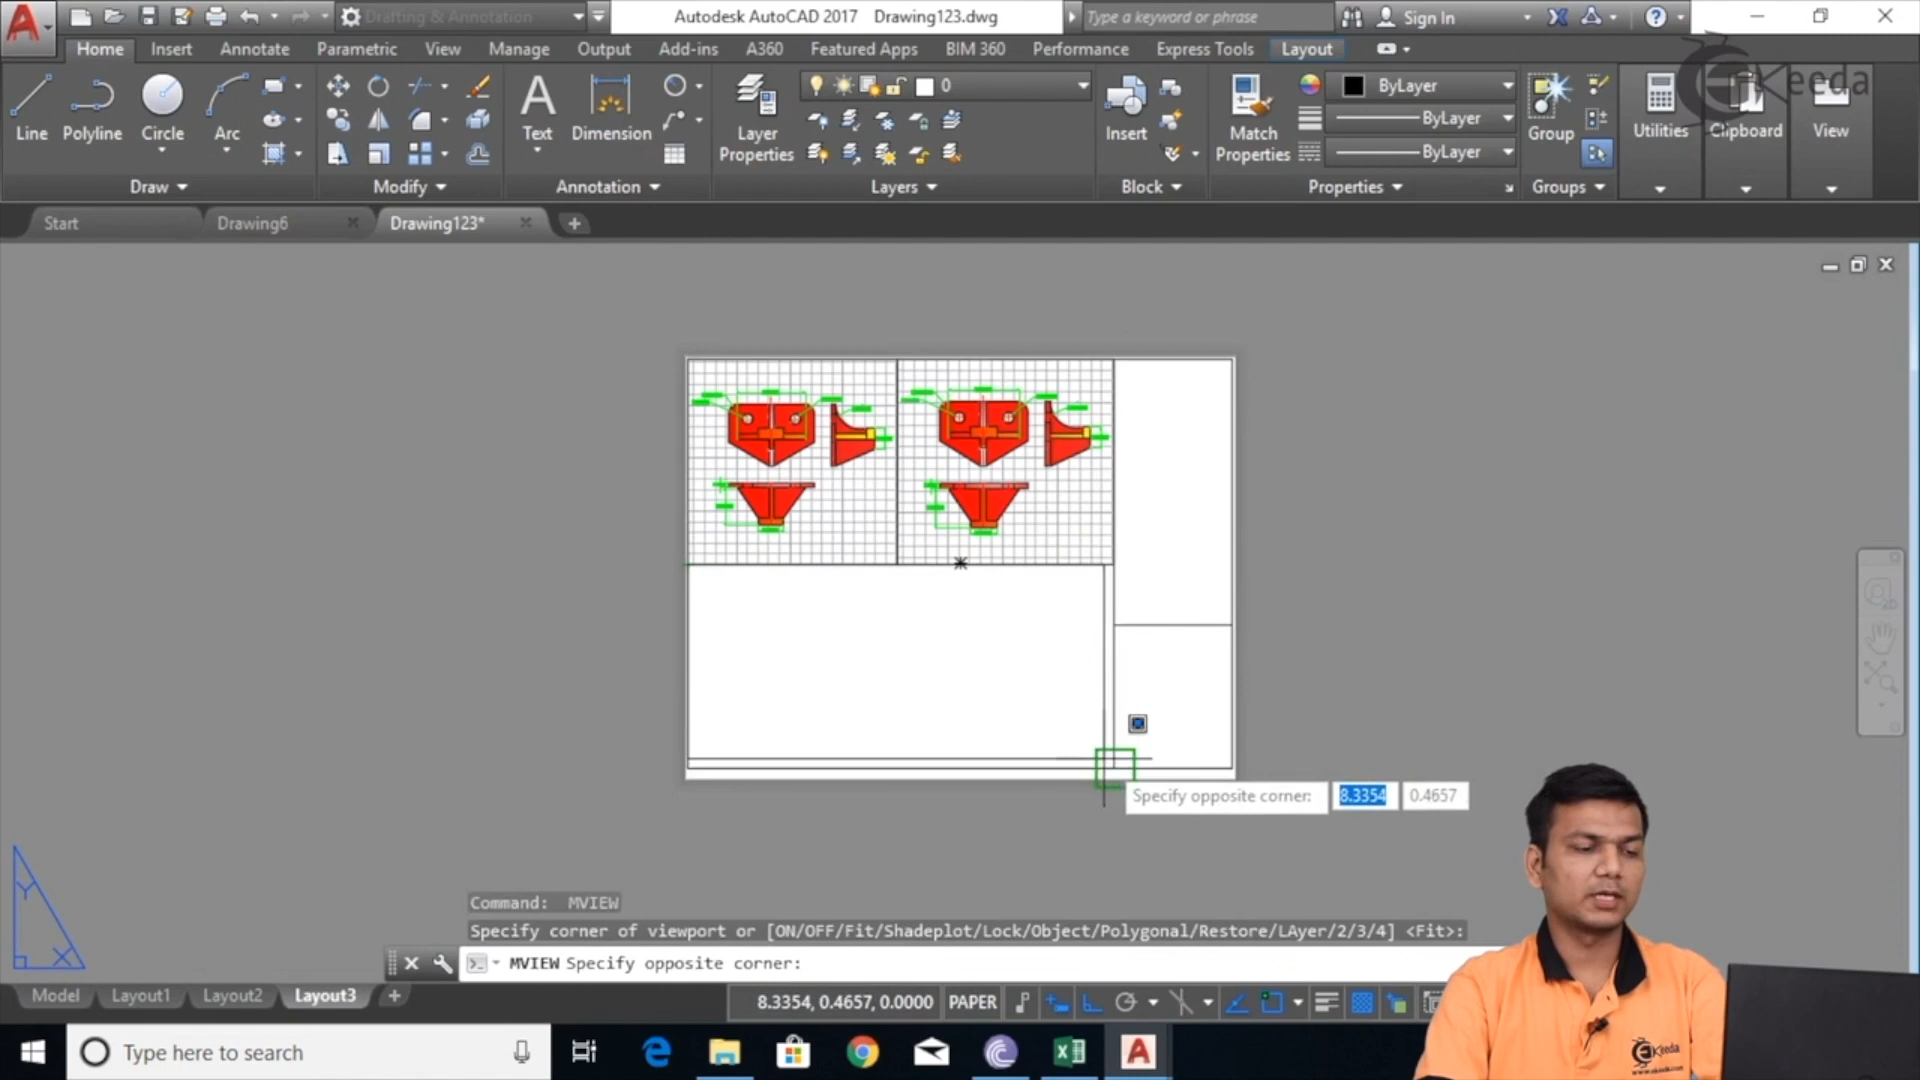 Drafting & Annotation
Autodesk AutoCAD 2017 Drawing123.dwg
Type a keyword or phrase
Sign In
Home Insert Annotate Parametric View Manage Output Add-ins A360 Featured Apps BIM 360 Performance Express Tools Layout
EKeeda
0
ByLayer
ByLayer
ByLayer
Line Polyline Circle Arc
Text Dimension
Layer Properties
Insert
Match Properties
Group
Utilities Clipboard View
Draw Modify Annotation Layers Block Properties Groups
Start Drawing6 Drawing123*
Specify opposite corner: 8.3354 0.4657
Y
X
Command: MVIEW
Specify corner of viewport or [ON/OFF/Fit/Shadeplot/Lock/Object/Polygonal/Restore/LAyer/2/3/4] <Fit>:
MVIEW Specify opposite corner:
Model Layout1 Layout2 Layout3
8.3354, 0.4657, 0.0000 PAPER
Type here to search
EKeeda